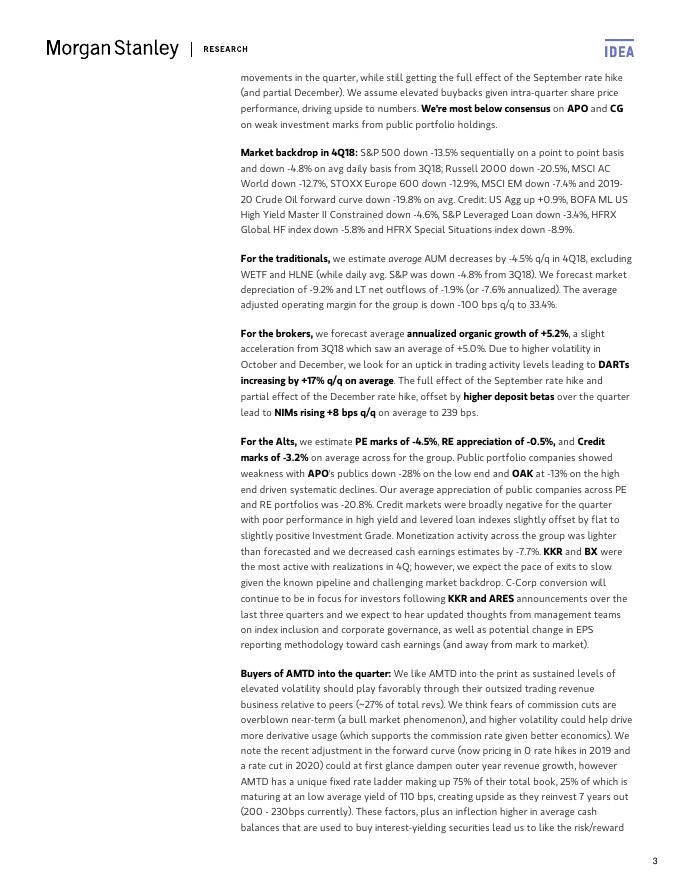 Morgan Stanley | RESEARCH
IDEA
movements in the quarter, while still getting the full effect of the September rate hike
(and partial December). We assume elevated buybacks given intra-quarter share price
performance, driving upside to numbers. We're most below consensus on APO and CG
on weak investment marks from public portfolio holdings.
Market backdrop in 4Q18: S&P 500 down -13.5% sequentially on a point to point basis
and down -4.8% on avg daily basis from 3Q18; Russell 2000 down -20.5%, MSCI AC
World down -12.7%, STOXX Europe 600 down -12.9%, MSCI EM down -7.4% and 2019-
20 Crude Oil forward curve down -19.8% on avg. Credit: US Agg up +0.9%, BOFA ML US
High Yield Master II Constrained down -4.6%, S&P Leveraged Loan down -3.4%, HFRX
Global HF index down -5.8% and HFRX Special Situations index down -8.9%.
For the traditionals, we estimate average AUM decreases by -4.5% q/q in 4Q18, excluding
WETF and HLNE (while daily avg. S&P was down -4.8% from 3Q18). We forecast market
depreciation of -9.2% and LT net outflows of -1.9% (or -7.6% annualized). The average
adjusted operating margin for the group is down -100 bps q/q to 33.4%.
For the brokers, we forecast average annualized organic growth of +5.2%, a slight
acceleration from 3Q18 which saw an average of +5.0%. Due to higher volatility in
October and December, we look for an uptick in trading activity levels leading to DARTs
increasing by +17% q/q on average. The full effect of the September rate hike and
partial effect of the December rate hike, offset by higher deposit betas over the quarter
lead to NIMs rising +8 bps q/q on average to 239 bps.
For the Alts, we estimate PE marks of -4.5%, RE appreciation of -0.5%, and Credit
marks of -3.2% on average across for the group. Public portfolio companies showed
weakness with APO's publics down -28% on the low end and OAK at -13% on the high
end driven systematic declines. Our average appreciation of public companies across PE
and RE portfolios was -20.8%. Credit markets were broadly negative for the quarter
with poor performance in high yield and levered loan indexes slightly offset by flat to
slightly positive Investment Grade. Monetization activity across the group was lighter
than forecasted and we decreased cash earnings estimates by -7.7%. KKR and BX were
the most active with realizations in 4Q; however, we expect the pace of exits to slow
given the known pipeline and challenging market backdrop. C-Corp conversion will
continue to be in focus for investors following KKR and ARES announcements over the
last three quarters and we expect to hear updated thoughts from management teams
on index inclusion and corporate governance, as well as potential change in EPS
reporting methodology toward cash earnings (and away from mark to market).
Buyers of AMTD into the quarter: We like AMTD into the print as sustained levels of
elevated volatility should play favorably through their outsized trading revenue
business relative to peers (~27% of total revs). We think fears of commission cuts are
overblown near-term (a bull market phenomenon), and higher volatility could help drive
more derivative usage (which supports the commission rate given better economics). We
note the recent adjustment in the forward curve (now pricing in 0 rate hikes in 2019 and
a rate cut in 2020) could at first glance dampen outer year revenue growth, however
AMTD has a unique fixed rate ladder making up 75% of their total book, 25% of which is
maturing at an low average yield of 110 bps, creating upside as they reinvest 7 years out
(200 - 230bps currently). These factors, plus an inflection higher in average cash
balances that are used to buy interest-yielding securities lead us to like the risk/reward
3